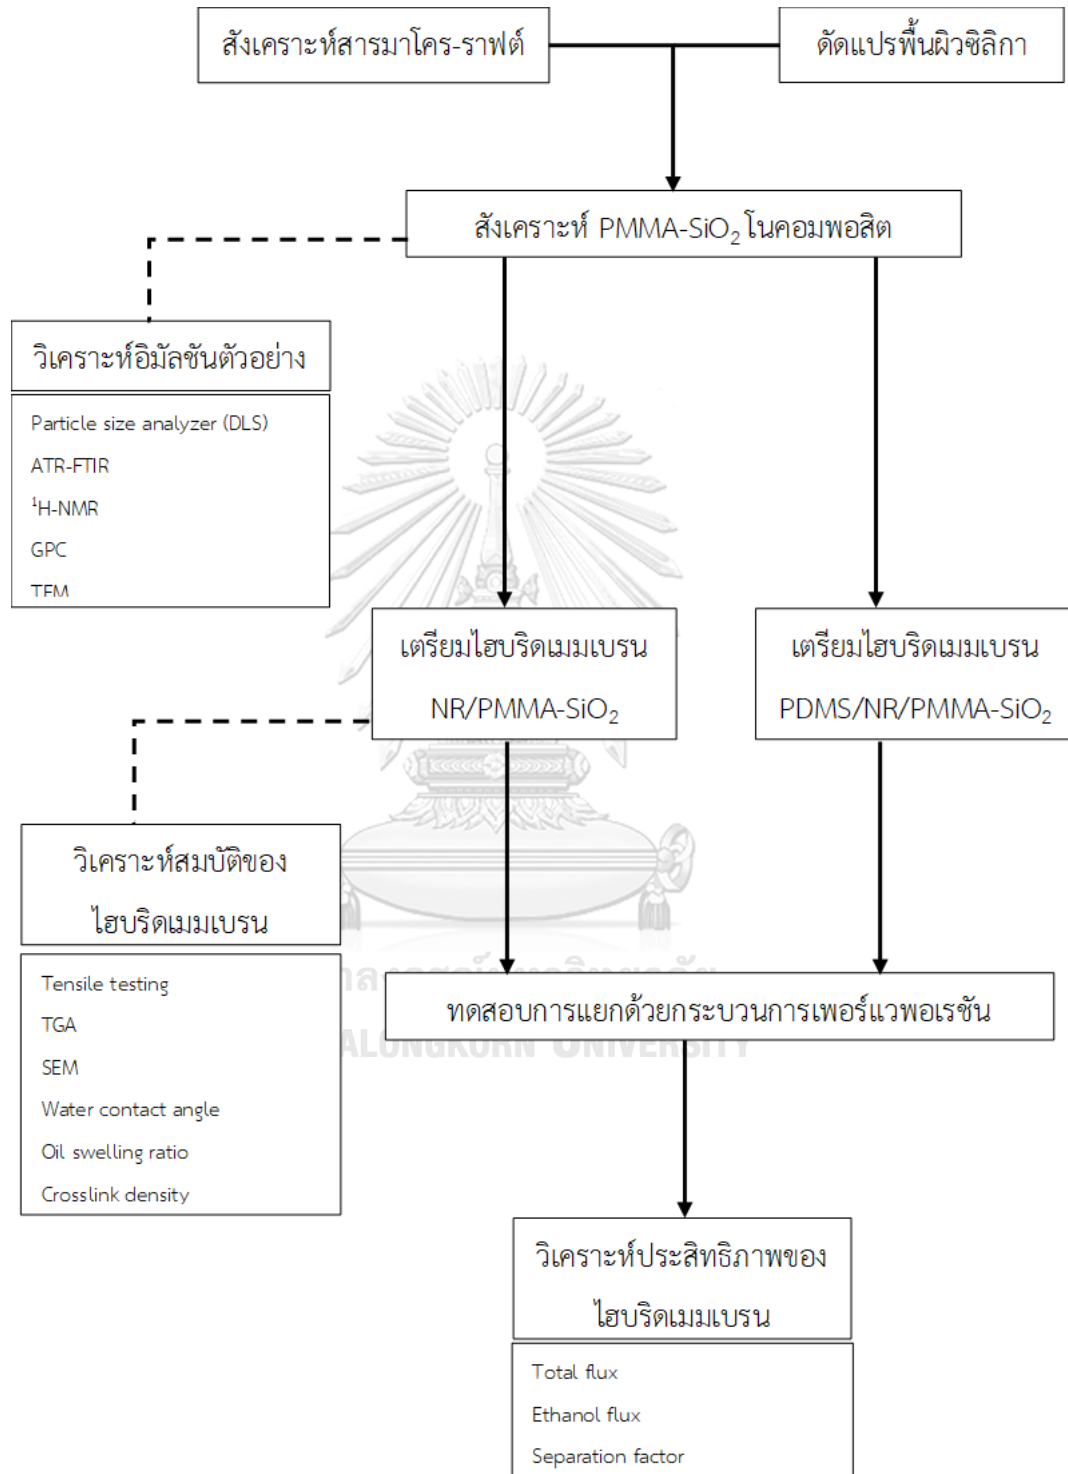 สังเคราะห์สารมาโคร-ราฟต์
ดัดแปรพื้นผิวซิลิกา
สังเคราะห์ PMMA-SiO₂ โนคอมพอสิต
วิเคราะห์อิมัลชันตัวอย่าง
Particle size analyzer (DLS)
ATR-FTIR
¹H-NMR
GPC
TEM
เตรียมไฮบริดเมมเบรน
NR/PMMA-SiO₂
เตรียมไฮบริดเมมเบรน
PDMS/NR/PMMA-SiO₂
วิเคราะห์สมบัติของ
ไฮบริดเมมเบรน
Tensile testing
TGA
SEM
Water contact angle
Oil swelling ratio
Crosslink density
ทดสอบการแยกด้วยกระบวนการเพอร์แวพอเรชัน
ALONGKORN UNIVERSITY
วิเคราะห์ประสิทธิภาพของ
ไฮบริดเมมเบรน
Total flux
Ethanol flux
Separation factor